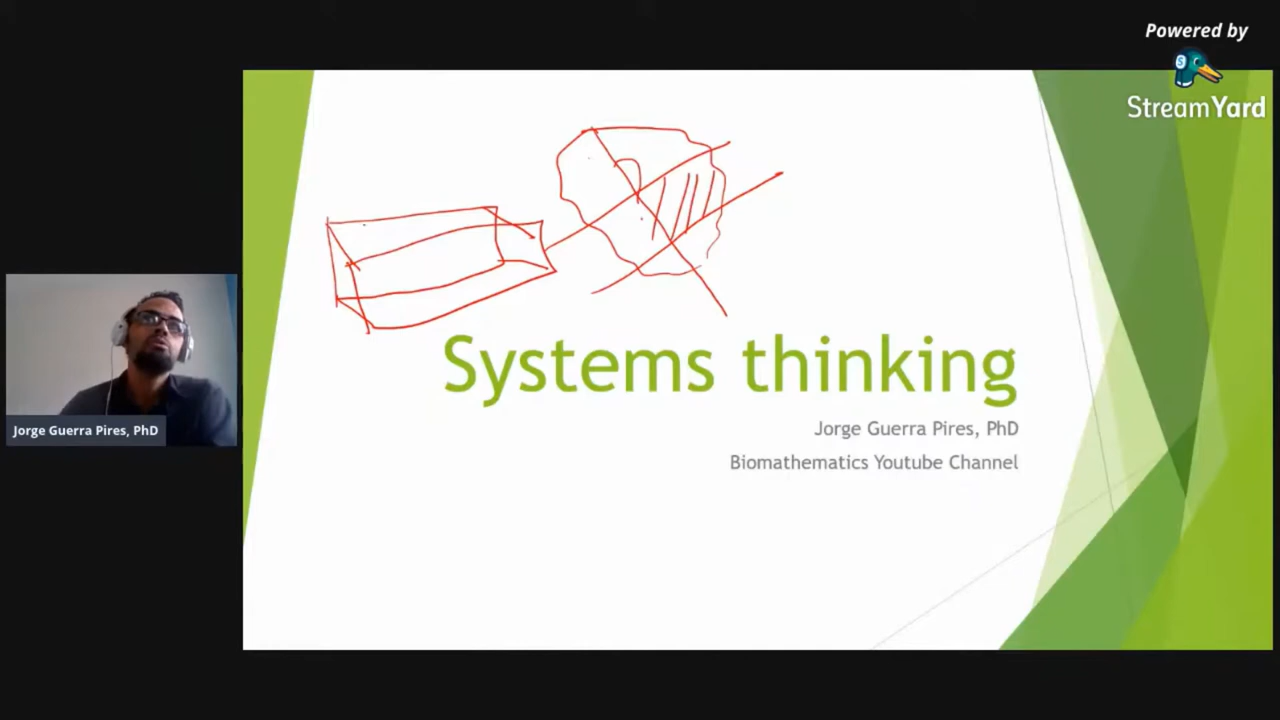 Powered by
StreamYard
Systems thinking
Jorge Guerra Pires, PhD
Biomathematics Youtube Channel
Jorge Guerra Pires, PhD